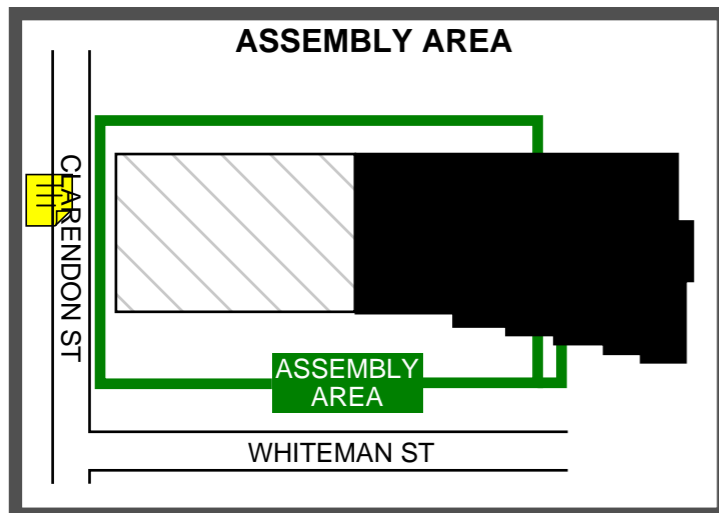 ASSEMBLY AREA
CLARENDON ST
ASSEMBLY
AREA
WHITEMAN ST